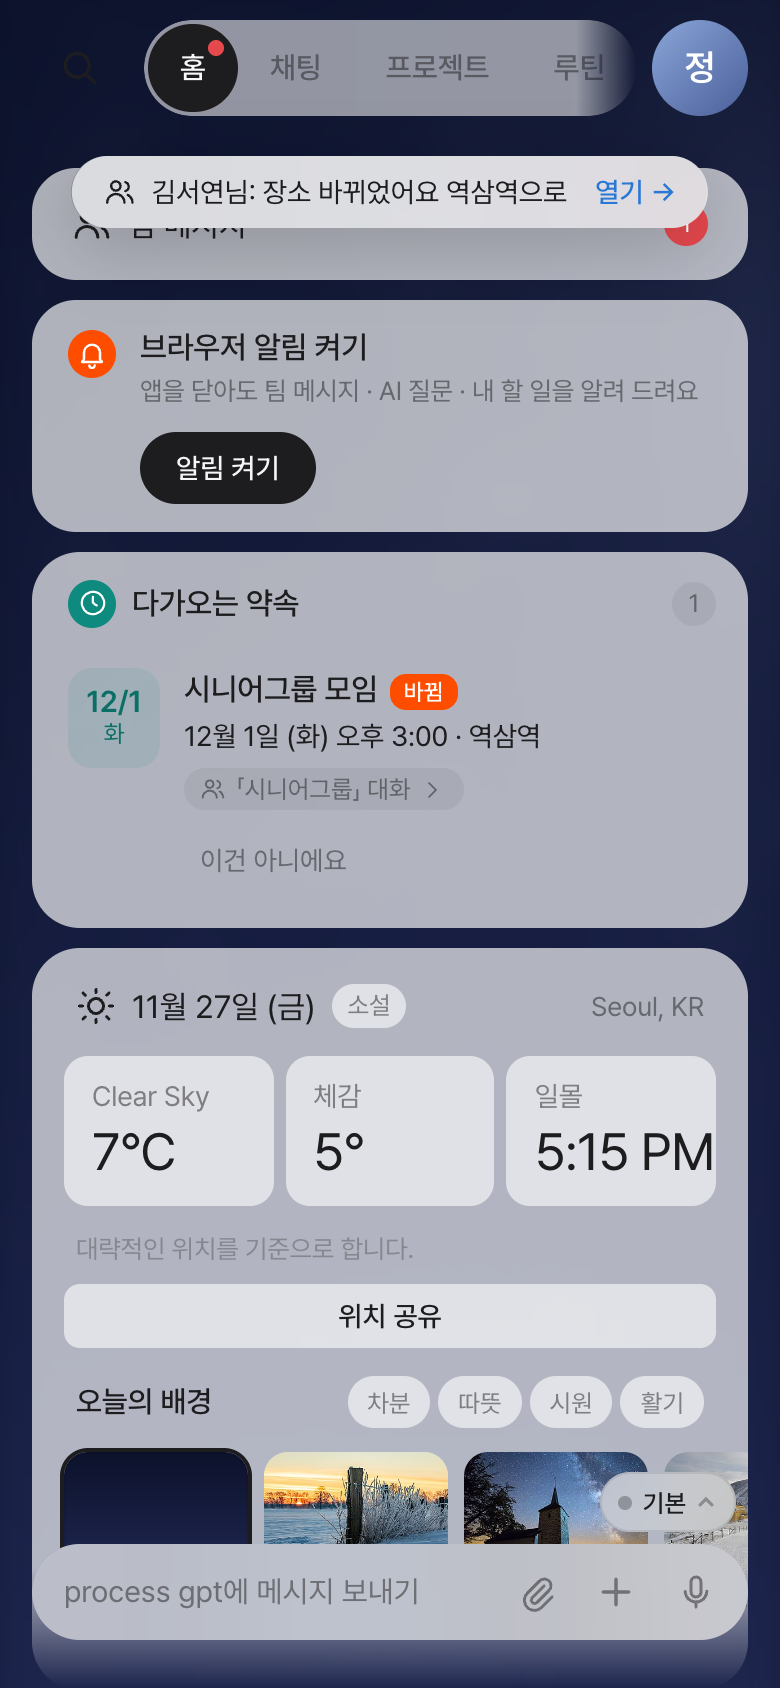 홈
채팅
프로젝트
루틴
정
김서연님: 장소 바뀌었어요 역삼역으로
열기 →
팀 메시지
1
브라우저 알림 켜기
앱을 닫아도 팀 메시지 · AI 질문 · 내 할 일을 알려 드려요
알림 켜기
다가오는 약속
1
12/1
화
시니어그룹 모임
바뀜
12월 1일 (화) 오후 3:00 · 역삼역
「시니어그룹」 대화
이건 아니에요
11월 27일 (금)
소설
Seoul, KR
Clear Sky
7°C
체감
5°
일몰
5:15 PM
대략적인 위치를 기준으로 합니다.
위치 공유
오늘의 배경
차분
따뜻
시원
활기
기본
process gpt에 메시지 보내기